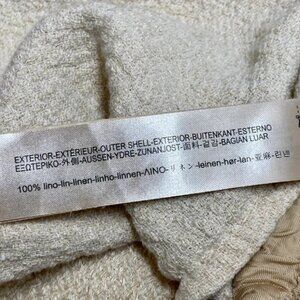 EXTERIOR-EXTÉRIEUR-OUTER SHELL-EXTERIOR-BUITENKANT-ESTERNO
ΕΞΩΤΕΡΙΚΟ-外側-AUSSEN-YDRE-ZUNANJOST-面料-겉감-BAGIAN LUAR
100% lino-lin-linen-linho-linnen-ΛΙΝΟ-リネン-leinen-hør-lan-亚麻-린넨